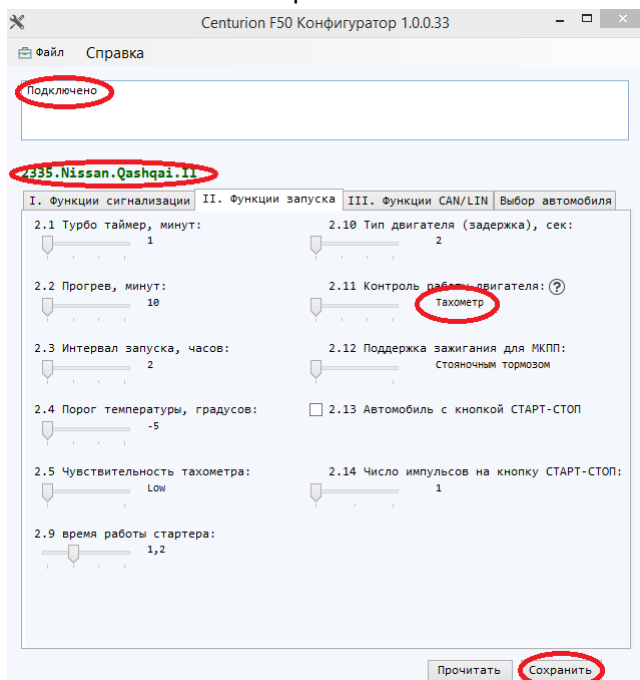 Centurion F50 Конфигуратор 1.0.0.33
Файл Справка
Подключено
2335.Nissan.Qashqai.II
I. Функции сигнализации II. Функции запуска III. Функции CAN/LIN Выбор автомобиля
2.1 Турбо таймер, минут:
1
2.2 Прогрев, минут:
10
2.3 Интервал запуска, часов:
2
2.4 Порог температуры, градусов:
-5
2.5 Чувствительность тахометра:
Low
2.9 время работы стартера:
1,2
2.10 Тип двигателя (задержка), сек:
2
2.11 Контроль работы двигателя: ?
Тахометр
2.12 Поддержка зажигания для МКПП:
Стояночным тормозом
2.13 Автомобиль с кнопкой СТАРТ-СТОП
2.14 Число импульсов на кнопку СТАРТ-СТОП:
1
Прочитать Сохранить